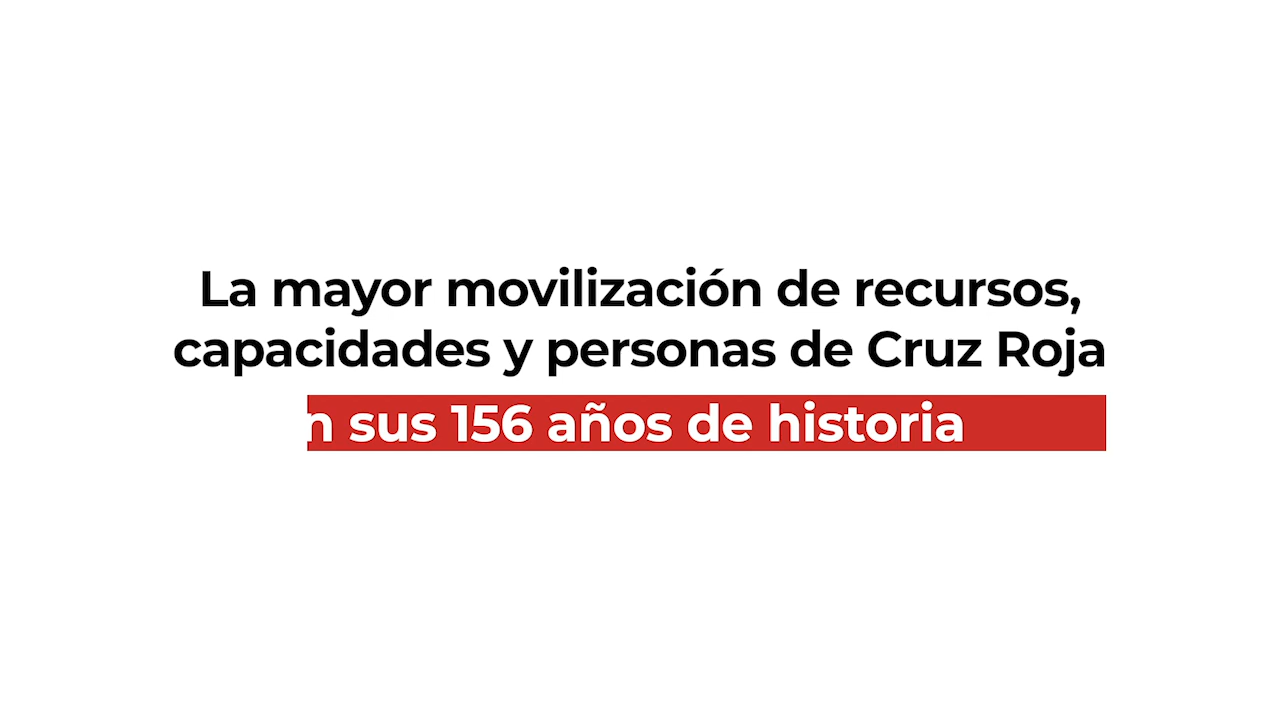 La mayor movilización de recursos,
capacidades y personas de Cruz Roja
n sus 156 años de historia